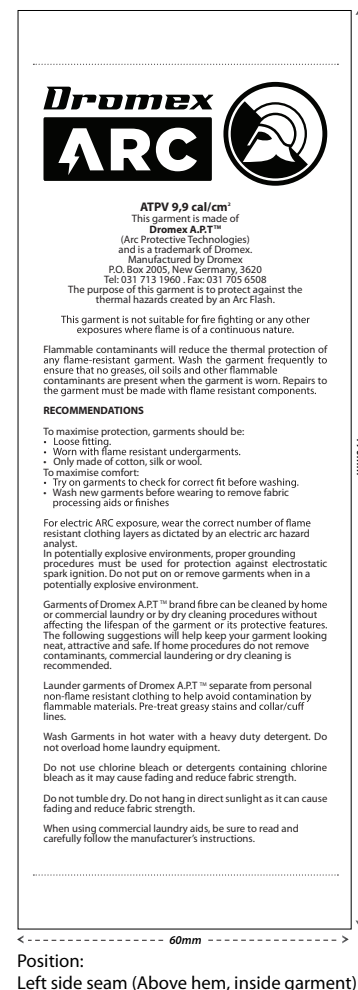 Dromex
ARC
ATPV 9,9 cal/cm²
This garment is made of
Dromex A.P.T™
(Arc Protective Technologies)
and is a trademark of Dromex.
Manufactured by Dromex
P.O. Box 2005, New Germany, 3620
Tel: 031 713 1960 . Fax: 031 705 6508
The purpose of this garment is to protect against the
thermal hazards created by an Arc Flash.
This garment is not suitable for fire fighting or any other
exposures where flame is of a continuous nature.
Flammable contaminants will reduce the thermal protection of
any flame-resistant garment. Wash the garment frequently to
ensure that no greases, oil soils and other flammable
contaminants are present when the garment is worn. Repairs to
the garment must be made with flame resistant components.
RECOMMENDATIONS
To maximise protection, garments should be:
• Loose fitting.
• Worn with flame resistant undergarments.
• Only made of cotton, silk or wool.
To maximise comfort:
• Try on garments to check for correct fit before washing.
• Wash new garments before wearing to remove fabric
processing aids or finishes
For electric ARC exposure, wear the correct number of flame
resistant clothing layers as dictated by an electric arc hazard
analyst.
In potentially explosive environments, proper grounding
procedures must be used for protection against electrostatic
spark ignition. Do not put on or remove garments when in a
potentially explosive environment.
Garments of Dromex A.P.T ™ brand fibre can be cleaned by home
or commercial laundry or by dry cleaning procedures without
affecting the lifespan of the garment or its protective features.
The following suggestions will help keep your garment looking
neat, attractive and safe. If home procedures do not remove
contaminants, commercial laundering or dry cleaning is
recommended.
Launder garments of Dromex A.P.T ™ separate from personal
non-flame resistant clothing to help avoid contamination by
flammable materials. Pre-treat greasy stains and collar/cuff
lines.
Wash Garments in hot water with a heavy duty detergent. Do
not overload home laundry equipment.
Do not use chlorine bleach or detergents containing chlorine
bleach as it may cause fading and reduce fabric strength.
Do not tumble dry. Do not hang in direct sunlight as it can cause
fading and reduce fabric strength.
When using commercial laundry aids, be sure to read and
carefully follow the manufacturer's instructions.
60mm
Position:
Left side seam (Above hem, inside garment)